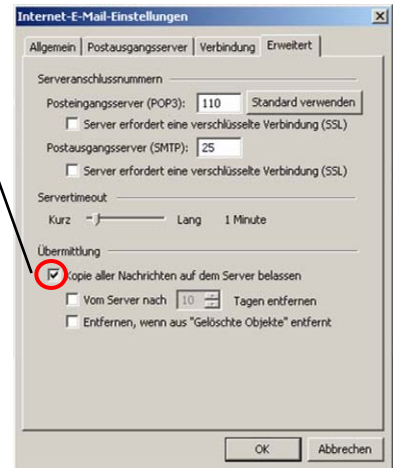 Internet-E-Mail-Einstellungen
Allgemein Postausgangsserver Verbindung Erweitert
Serveranschlussnummern
Posteingangsserver (POP3): 110 Standard verwenden
Server erfordert eine verschlüsselte Verbindung (SSL)
Postausgangsserver (SMTP): 25
Server erfordert eine verschlüsselte Verbindung (SSL)
Servertimeout
Kurz Lang 1 Minute
Übermittlung
Kopie aller Nachrichten auf dem Server belassen
Vom Server nach 10 Tagen entfernen
Entfernen, wenn aus "Gelöschte Objekte" entfernt
OK Abbrechen